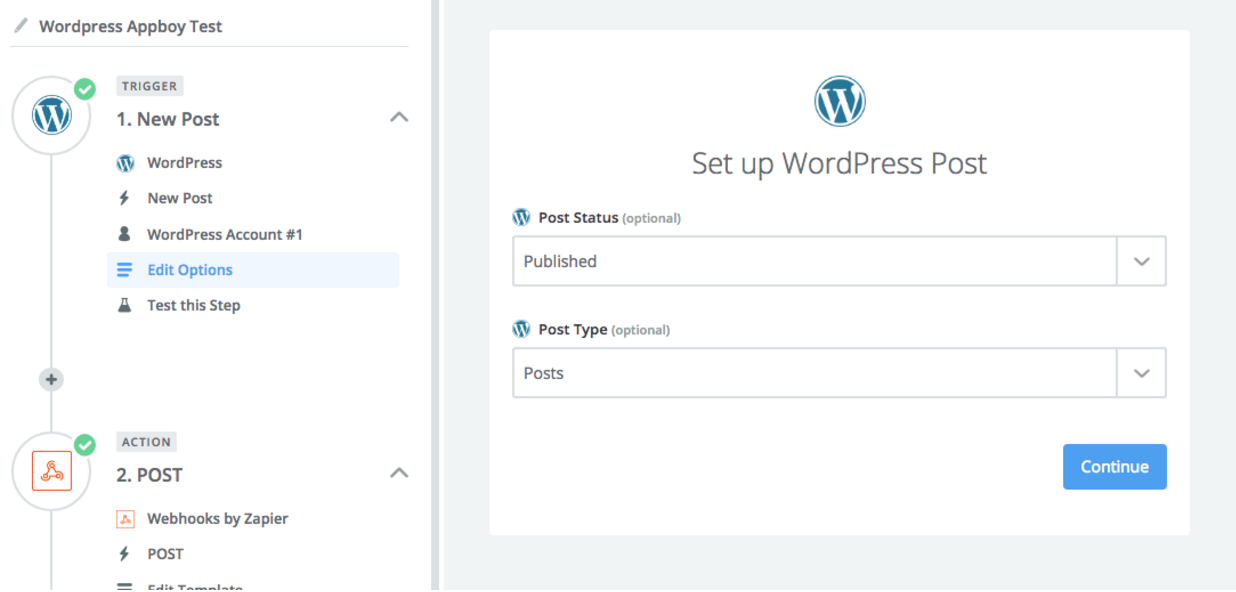 Wordpress Appboy Test
TRIGGER
1. New Post
WordPress
New Post
WordPress Account #1
Edit Options
Test this Step
ACTION
2. POST
Webhooks by Zapier
POST
Edit Template
Set up WordPress Post
Post Status (optional)
Published
Post Type (optional)
Posts
Continue